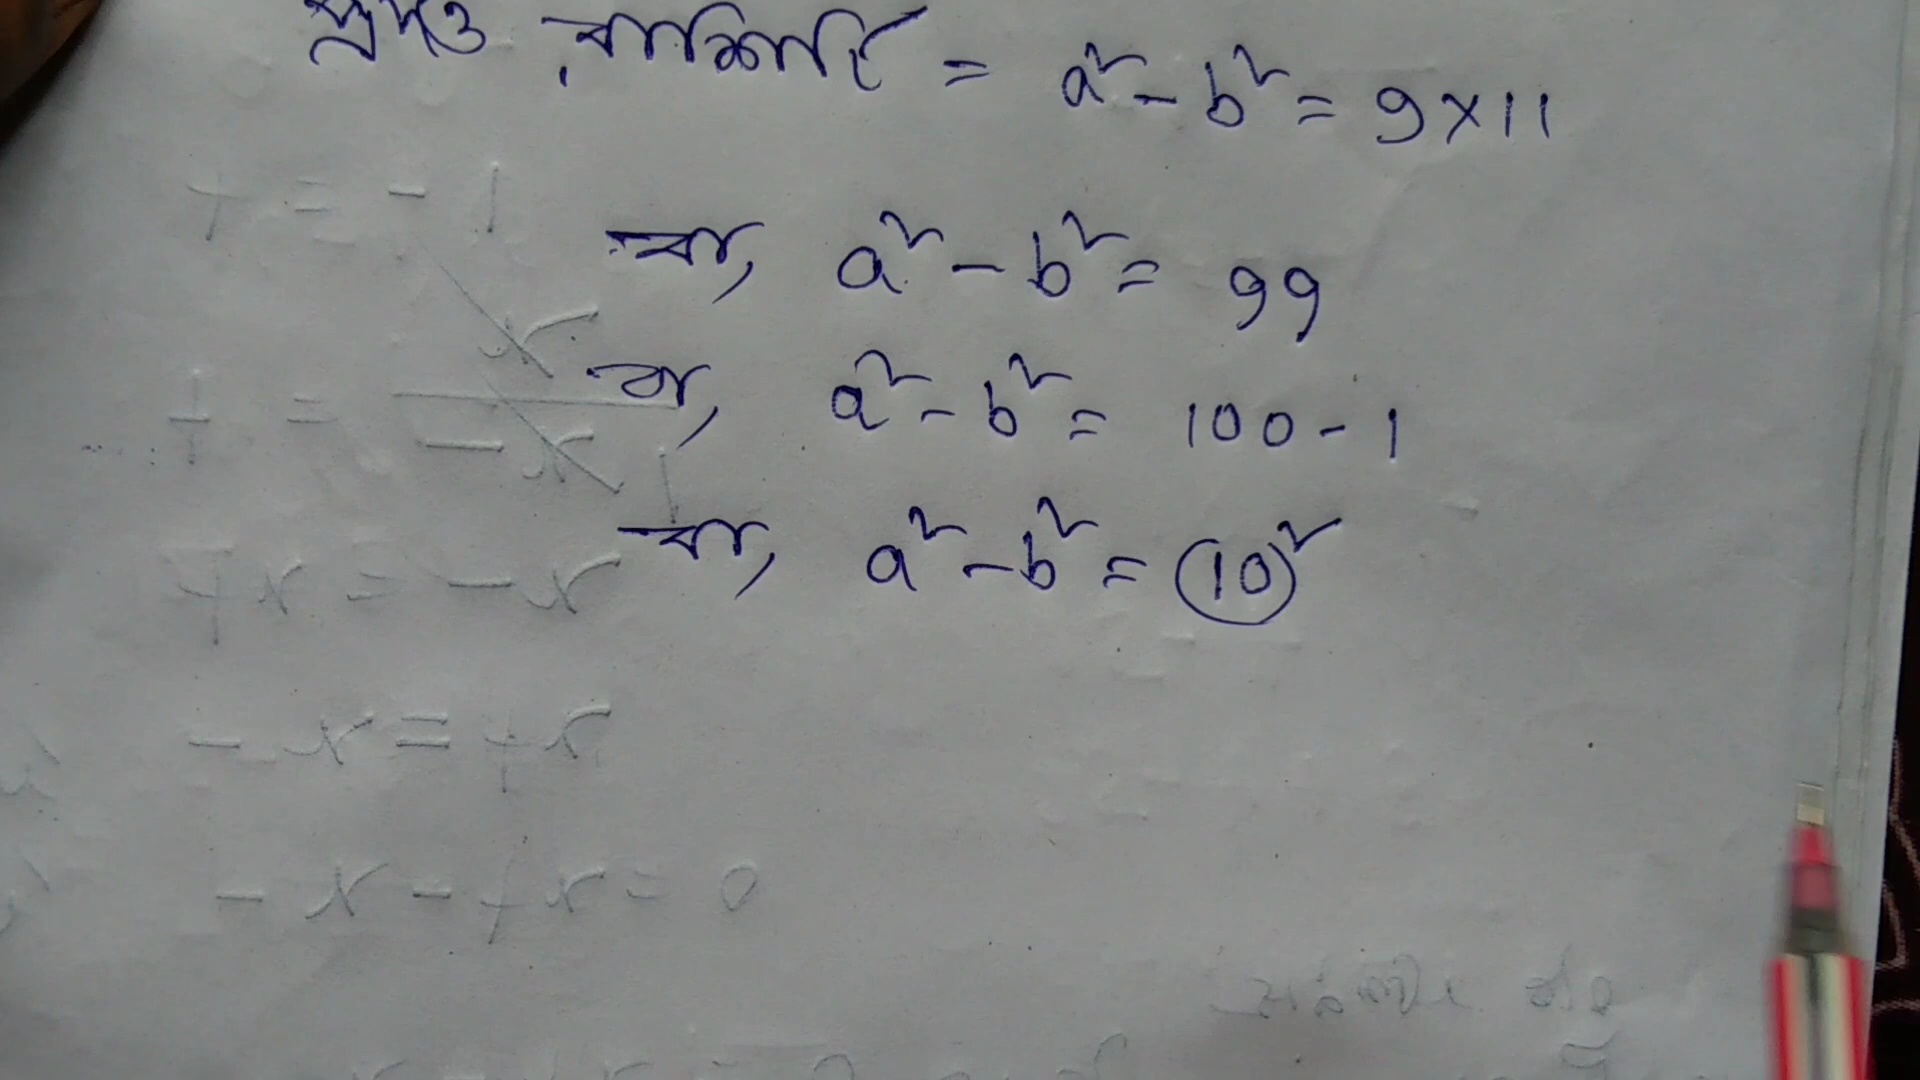 প্রদত্ত রাশিটি = a² - b² = 9×11
বা, a² - b² = 99
বা, a² - b² = 100 - 1
বা, a² - b² = (10)²